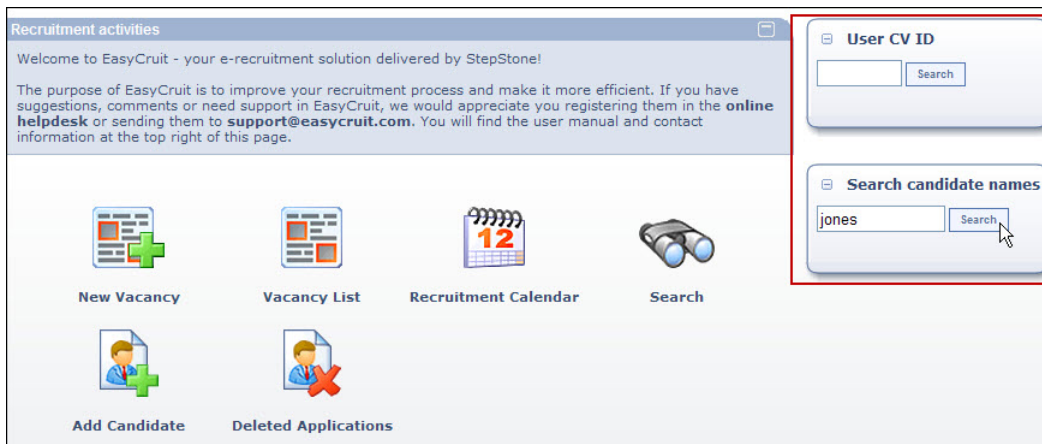 Recruitment activities
Welcome to EasyCruit - your e-recruitment solution delivered by StepStone!
The purpose of EasyCruit is to improve your recruitment process and make it more efficient. If you have
suggestions, comments or need support in EasyCruit, we would appreciate you registering them in the online
helpdesk or sending them to support@easycruit.com. You will find the user manual and contact
information at the top right of this page.
User CV ID
Search
Search candidate names
jones Search
12
New Vacancy Vacancy List Recruitment Calendar Search
Add Candidate Deleted Applications